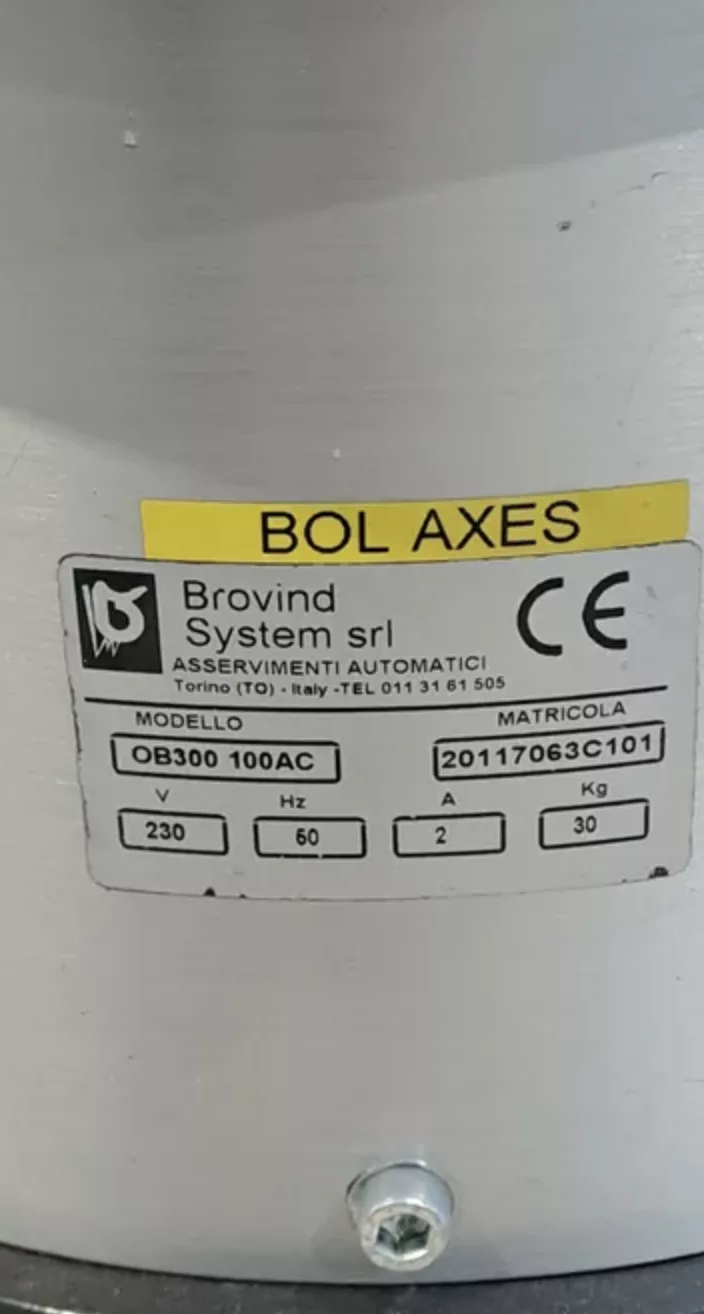 BOL AXES
Brovind
System srl
CE
ASSERVIMENTI AUTOMATICI
Torino (TO) - Italy -TEL 011 31 61 505
MODELLO MATRICOLA
OB300 100AC 20117063C101
V Hz A Kg
230 60 2 30